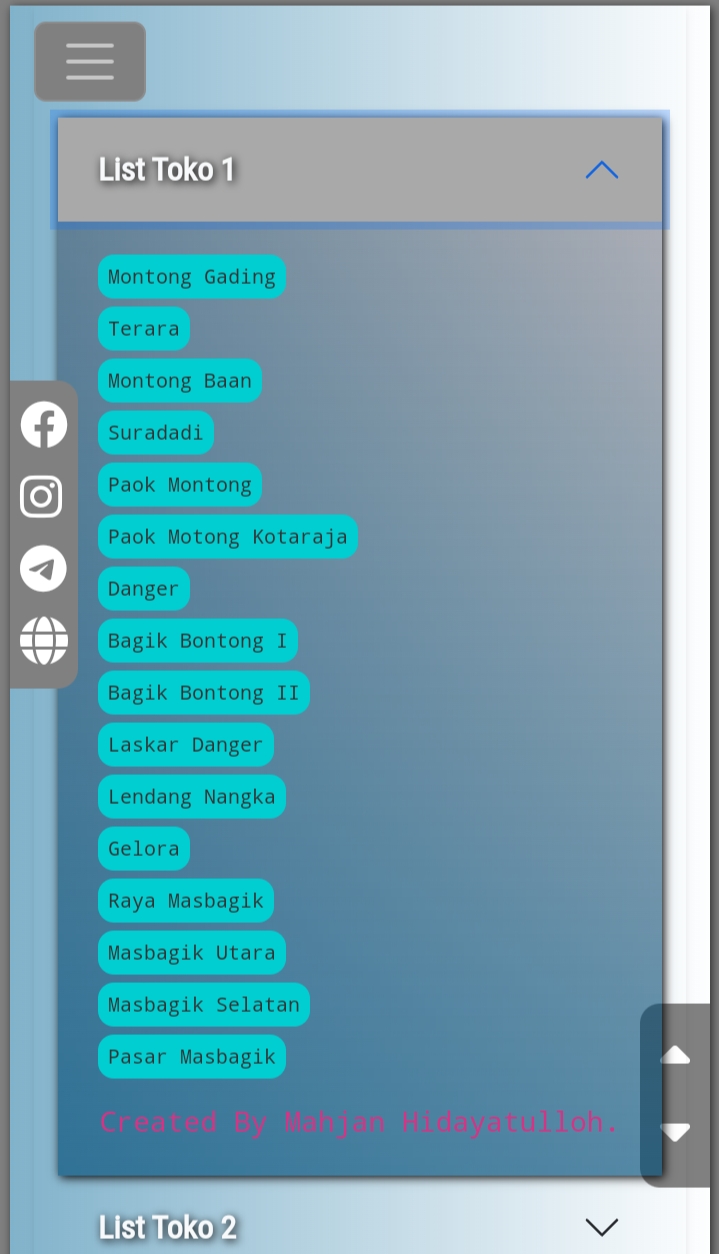 List Toko 1
Montong Gading
Terara
Montong Baan
Suradadi
Paok Montong
Paok Motong Kotaraja
Danger
Bagik Bontong I
Bagik Bontong II
Laskar Danger
Lendang Nangka
Gelora
Raya Masbagik
Masbagik Utara
Masbagik Selatan
Pasar Masbagik
Created By Mahjan Hidayatulloh.
List Toko 2